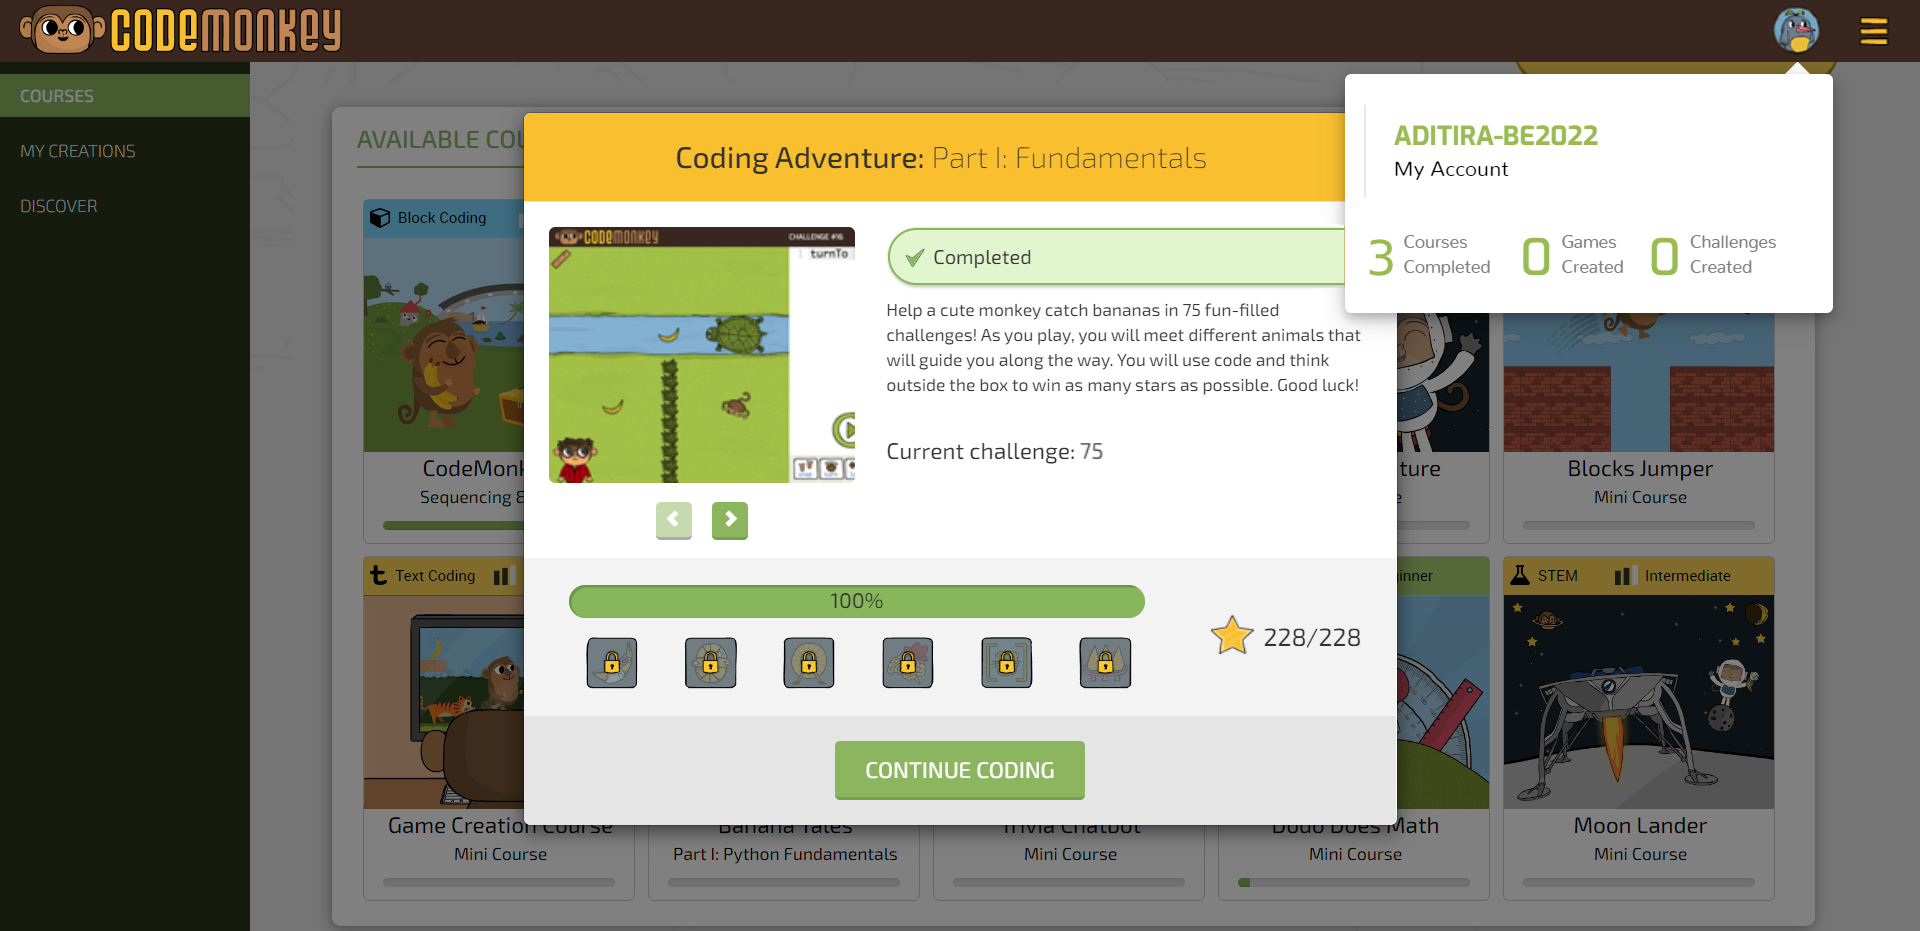 CODEMONKEY
COURSES
MY CREATIONS
DISCOVER
AVAILABLE COU
Coding Adventure: Part I: Fundamentals
ADITIRA-BE2022
My Account
3 Courses Completed
0 Games Created
0 Challenges Created
Block Coding
CODEMONKEY
CHALLENGE #16
1 turnTo
Completed
Help a cute monkey catch bananas in 75 fun-filled
challenges! As you play, you will meet different animals that
will guide you along the way. You will use code and think
outside the box to win as many stars as possible. Good luck!
Current challenge: 75
CodeMonk
Sequencing &
ture
Blocks Jumper
Mini Course
Text Coding
inner
STEM
Intermediate
100%
228/228
CONTINUE CODING
Game Creation Course
Mini Course
Banana Tales
Part I: Python Fundamentals
Trivia Chatbot
Mini Course
Dodo Does Math
Mini Course
Moon Lander
Mini Course